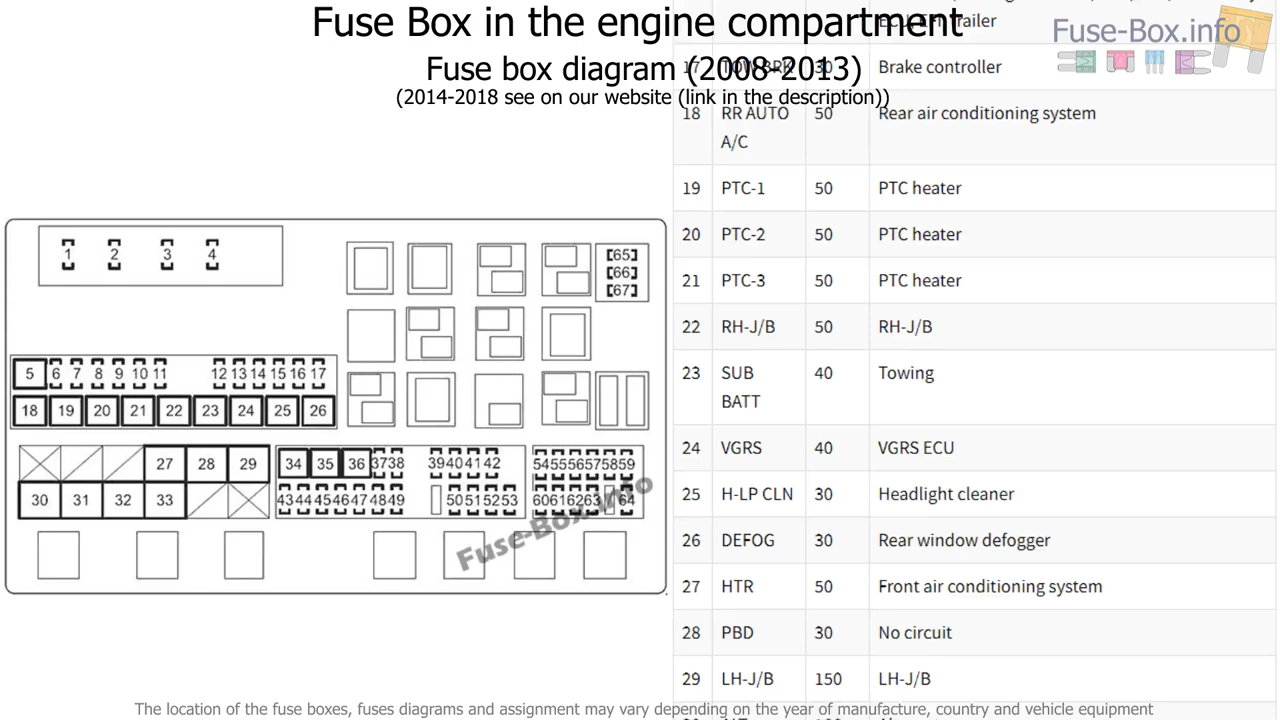 Fuse Box in the engine compartment
Fuse box diagram (2008-2013)
(2014-2018 see on our website (link in the description))
Fuse-Box.info
trailer
17 30 Brake controller
18 RR AUTO A/C 50 Rear air conditioning system
19 PTC-1 50 PTC heater
20 PTC-2 50 PTC heater
21 PTC-3 50 PTC heater
22 RH-J/B 50 RH-J/B
23 SUB BATT 40 Towing
24 VGRS 40 VGRS ECU
25 H-LP CLN 30 Headlight cleaner
26 DEFOG 30 Rear window defogger
27 HTR 50 Front air conditioning system
28 PBD 30 No circuit
29 LH-J/B 150 LH-J/B
1 2 3 4
65
66
67
5 6 7 8 9 10 11 12 13 14 15 16 17
18 19 20 21 22 23 24 25 26
27 28 29 34 35 36 37 38 39 40 41 42 54 55 56 57 58 59
30 31 32 33 43 44 45 46 47 48 49 50 51 52 53 60 61 62 63 64
Fuse-Box.info
The location of the fuse boxes, fuses diagrams and assignment may vary depending on the year of manufacture, country and vehicle equipment